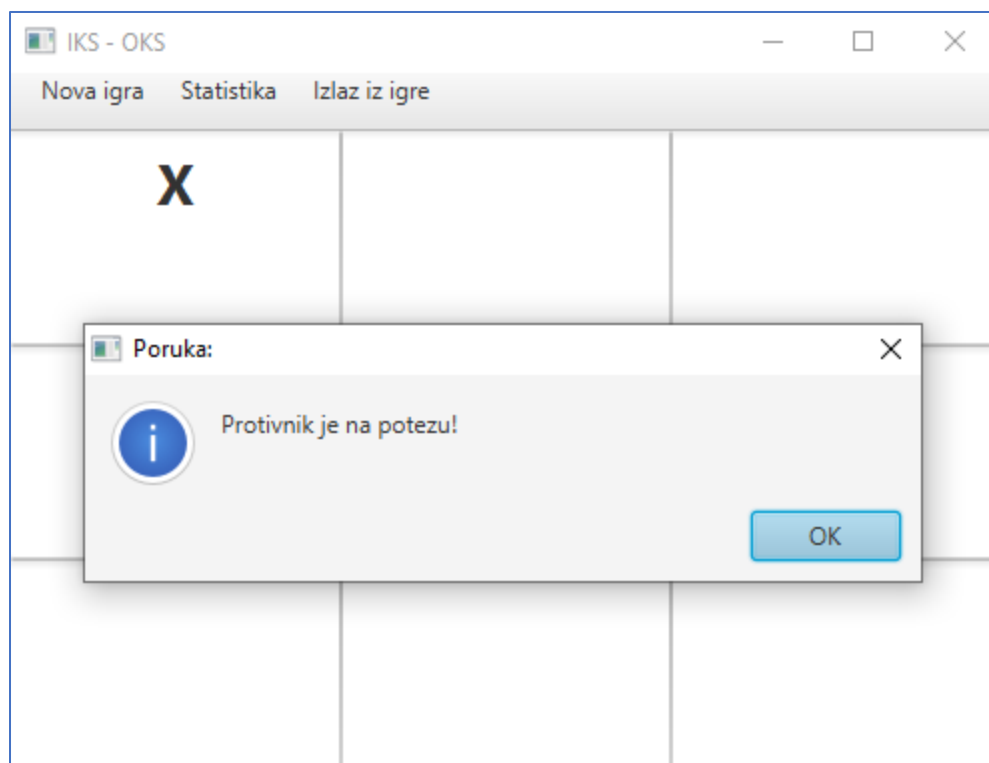 IKS - OKS
Nova igra Statistika Izlaz iz igre
X
Poruka:
Protivnik je na potezu!
OK